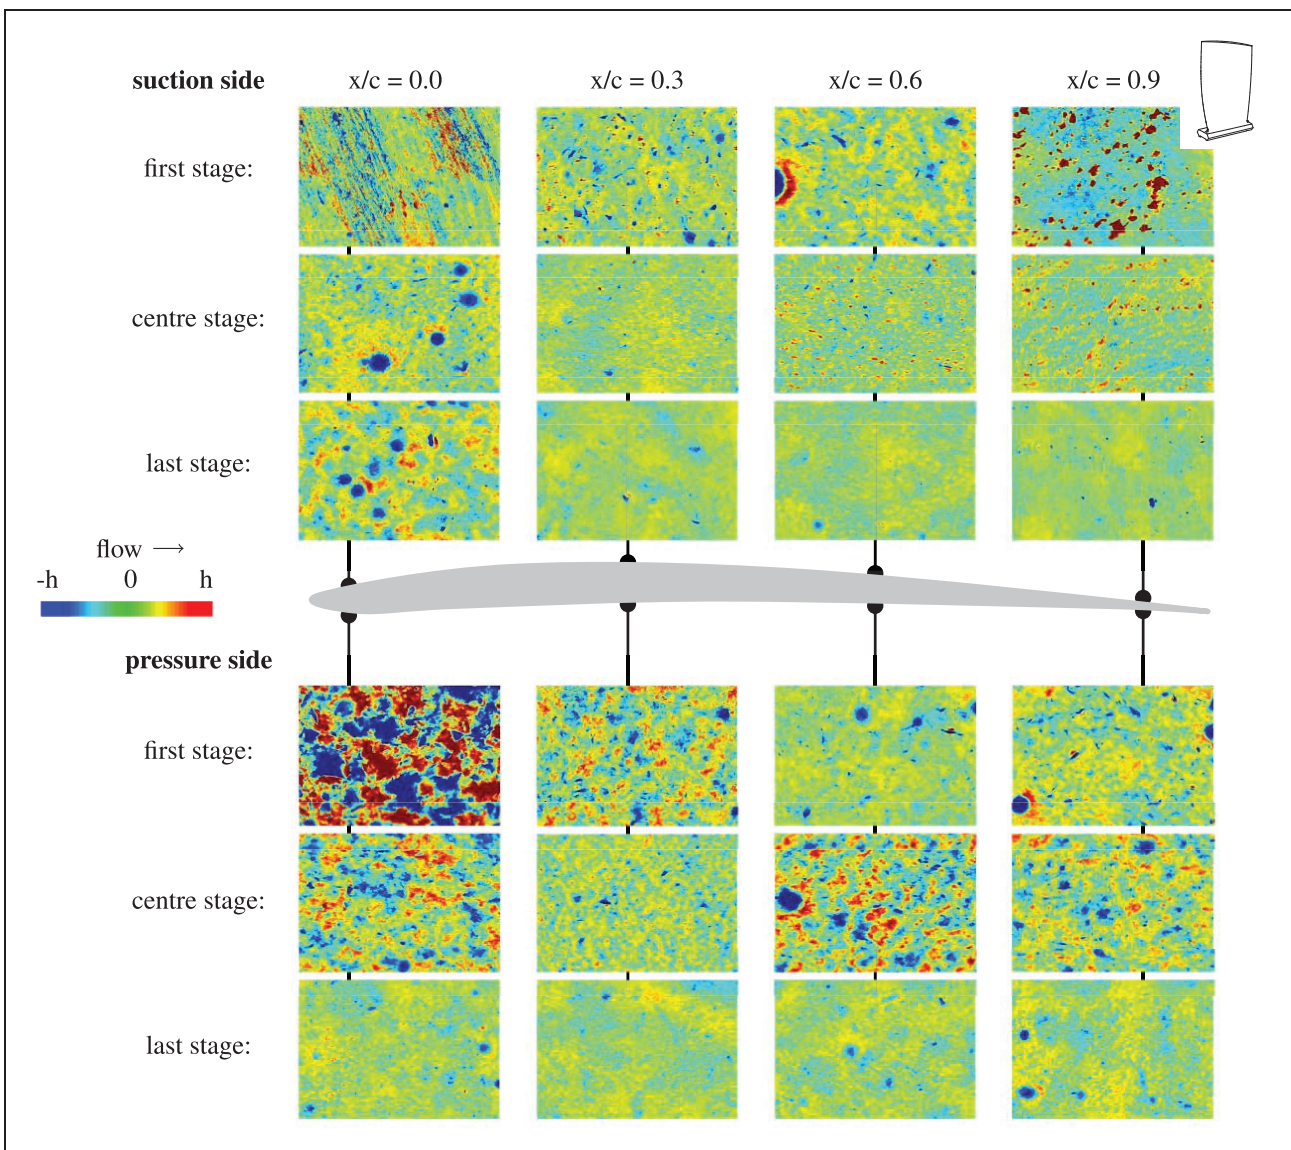 suction side x/c = 0.0 x/c = 0.3 x/c = 0.6 x/c = 0.9
first stage:
centre stage:
last stage:
flow →
-h 0 h
pressure side
first stage:
centre stage:
last stage: